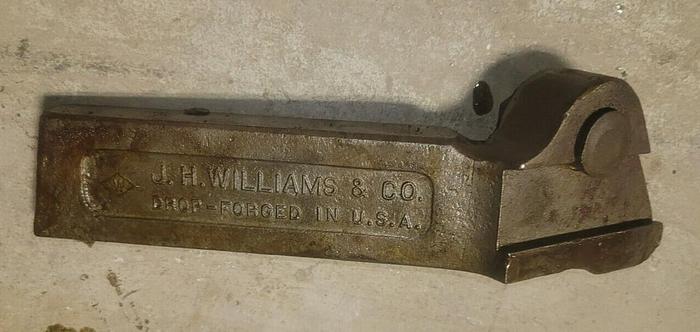 J. H. WILLIAMS & CO.
DROP-FORGED IN U.S.A.